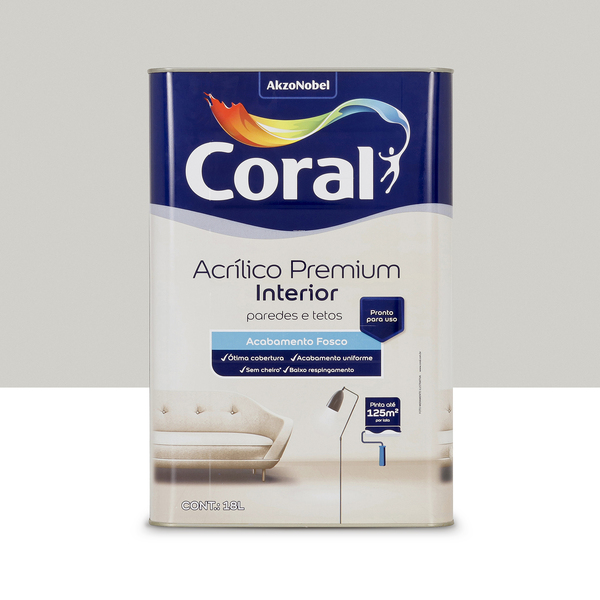 AkzoNobel
Coral
Acrílico Premium
Interior
paredes e tetos
Pronto
para uso
Acabamento Fosco
✓Ótima cobertura ✓Acabamento uniforme
✓Sem cheiro* ✓Baixo respingamento
Pinta até
125m²
por lata
CONT.: 18L